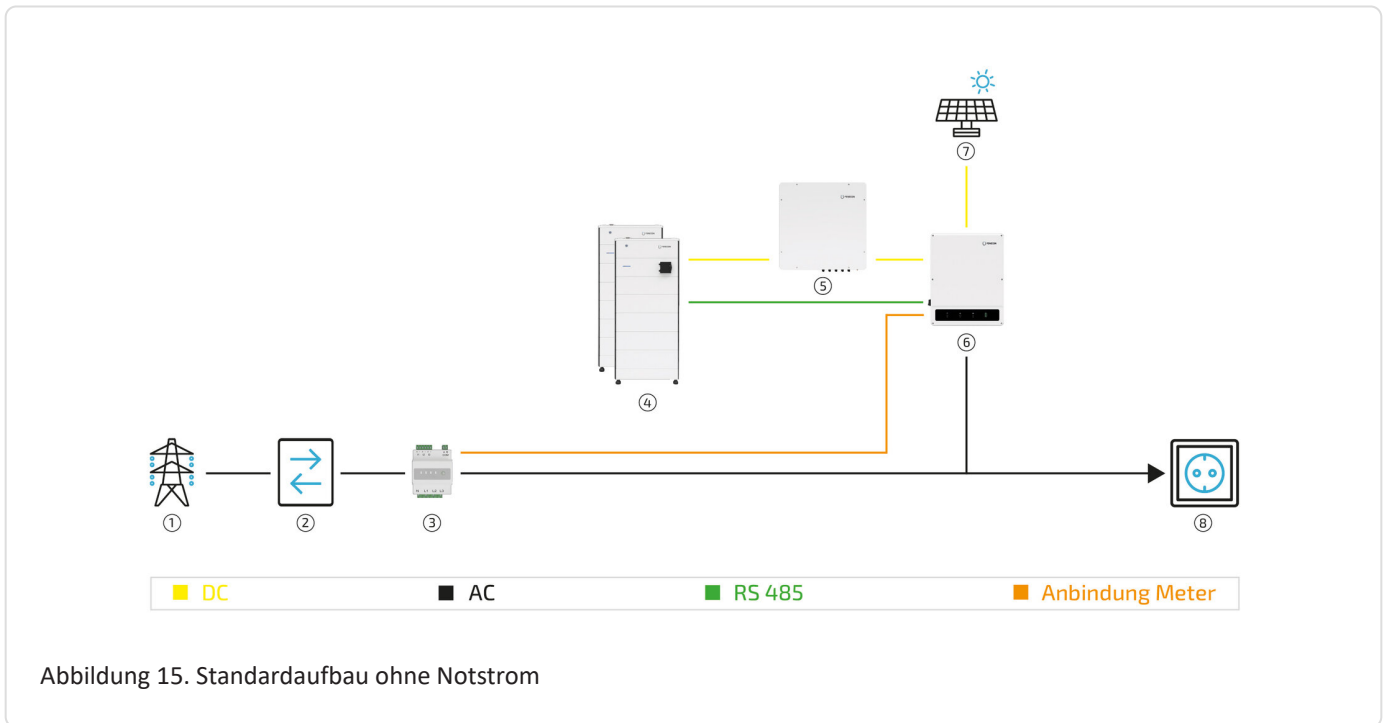 ⑦
⑤
⑥
④
①
②
③
⑧
DC
AC
RS 485
Anbindung Meter
Abbildung 15. Standardaufbau ohne Notstrom